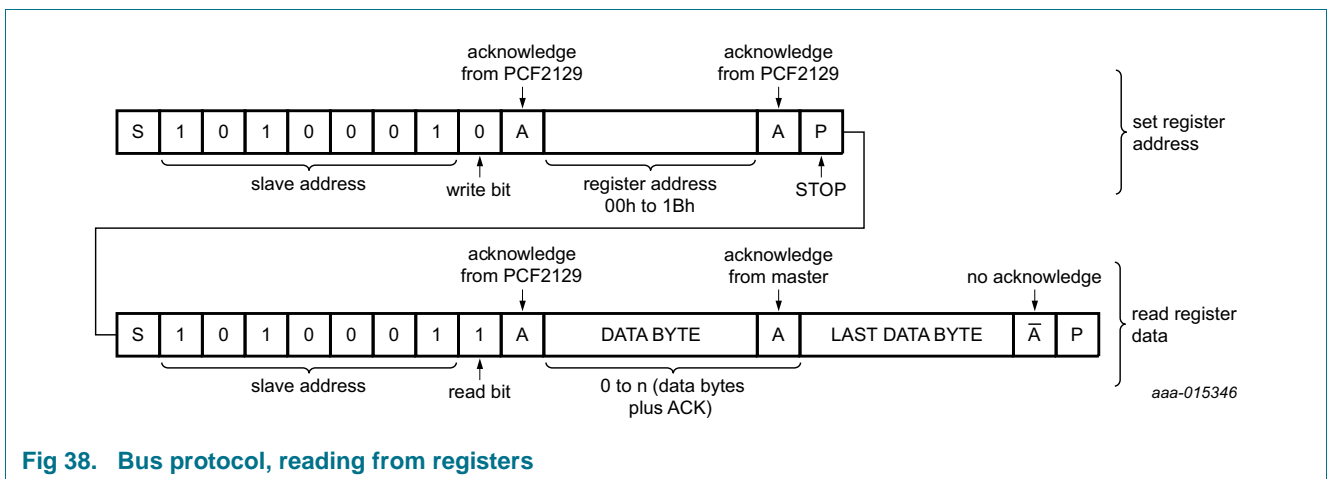 acknowledge
from PCF2129
acknowledge
from PCF2129
S 1 0 1 0 0 0 1 0 A A P
set register
address
slave address
write bit
register address
00h to 1Bh
STOP
acknowledge
from PCF2129
acknowledge
from master
no acknowledge
S 1 0 1 0 0 0 1 1 A DATA BYTE A LAST DATA BYTE A̅ P
read register
data
slave address
read bit
0 to n (data bytes
plus ACK)
aaa-015346
Fig 38. Bus protocol, reading from registers